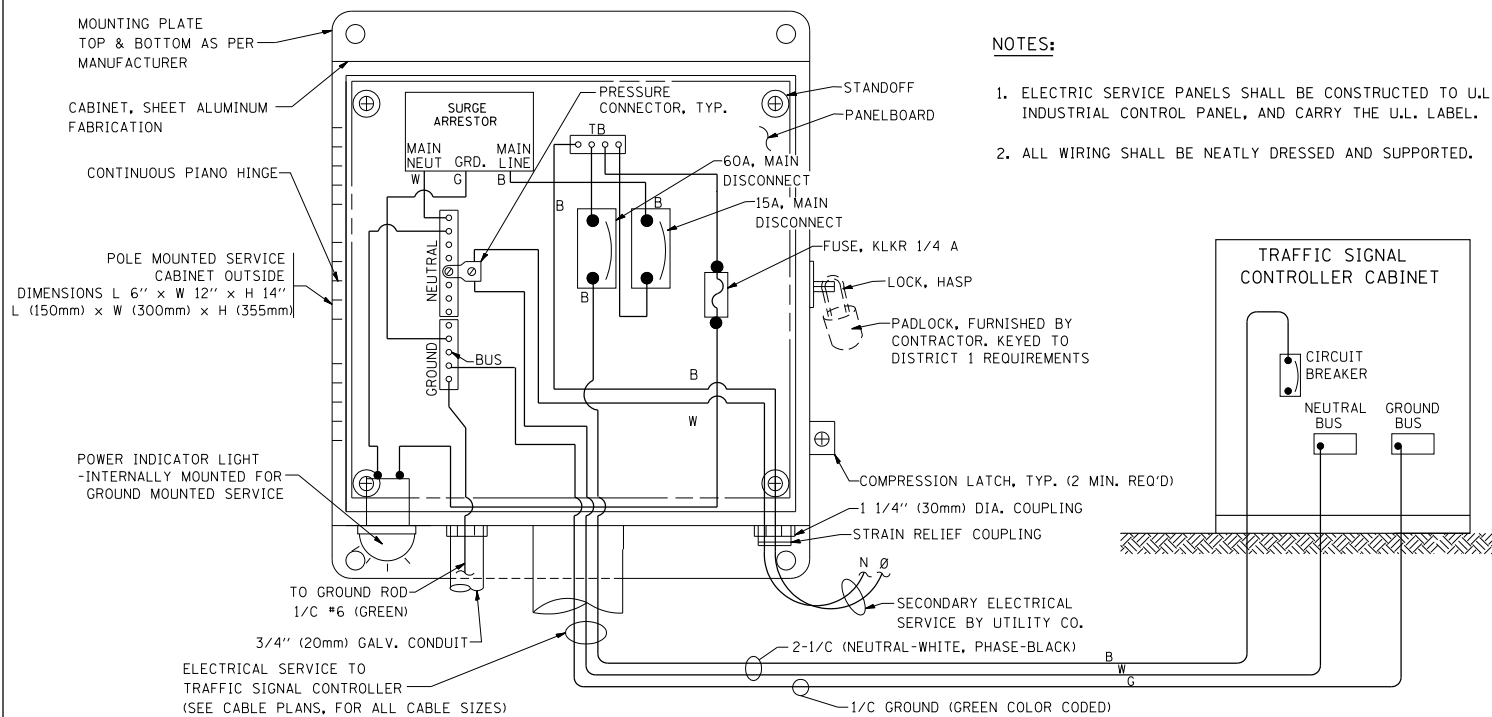 MOUNTING PLATE
TOP & BOTTOM AS PER
MANUFACTURER
CABINET, SHEET ALUMINUM
FABRICATION
CONTINUOUS PIANO HINGE
POLE MOUNTED SERVICE
CABINET OUTSIDE
DIMENSIONS L 6'' × W 12'' × H 14''
L (150mm) × W (300mm) × H (355mm)
POWER INDICATOR LIGHT
-INTERNALLY MOUNTED FOR
GROUND MOUNTED SERVICE
SURGE
ARRESTOR
MAIN
NEUT
GRD.
MAIN
LINE
W
G
B
PRESSURE
CONNECTOR, TYP.
TB
B
B
B
NEUTRAL
GROUND
BUS
B
W
STANDOFF
PANELBOARD
60A, MAIN
DISCONNECT
15A, MAIN
DISCONNECT
FUSE, KLKR 1/4 A
LOCK, HASP
PADLOCK, FURNISHED BY
CONTRACTOR. KEYED TO
DISTRICT 1 REQUIREMENTS
COMPRESSION LATCH, TYP. (2 MIN. REQ'D)
1 1/4'' (30mm) DIA. COUPLING
STRAIN RELIEF COUPLING
N Ø
SECONDARY ELECTRICAL
SERVICE BY UTILITY CO.
TO GROUND ROD
1/C #6 (GREEN)
3/4'' (20mm) GALV. CONDUIT
ELECTRICAL SERVICE TO
TRAFFIC SIGNAL CONTROLLER
(SEE CABLE PLANS, FOR ALL CABLE SIZES)
2-1/C (NEUTRAL-WHITE, PHASE-BLACK)
B
W
G
1/C GROUND (GREEN COLOR CODED)
NOTES:
1. ELECTRIC SERVICE PANELS SHALL BE CONSTRUCTED TO U.L
INDUSTRIAL CONTROL PANEL, AND CARRY THE U.L. LABEL.
2. ALL WIRING SHALL BE NEATLY DRESSED AND SUPPORTED.
TRAFFIC SIGNAL
CONTROLLER CABINET
CIRCUIT
BREAKER
NEUTRAL
BUS
GROUND
BUS